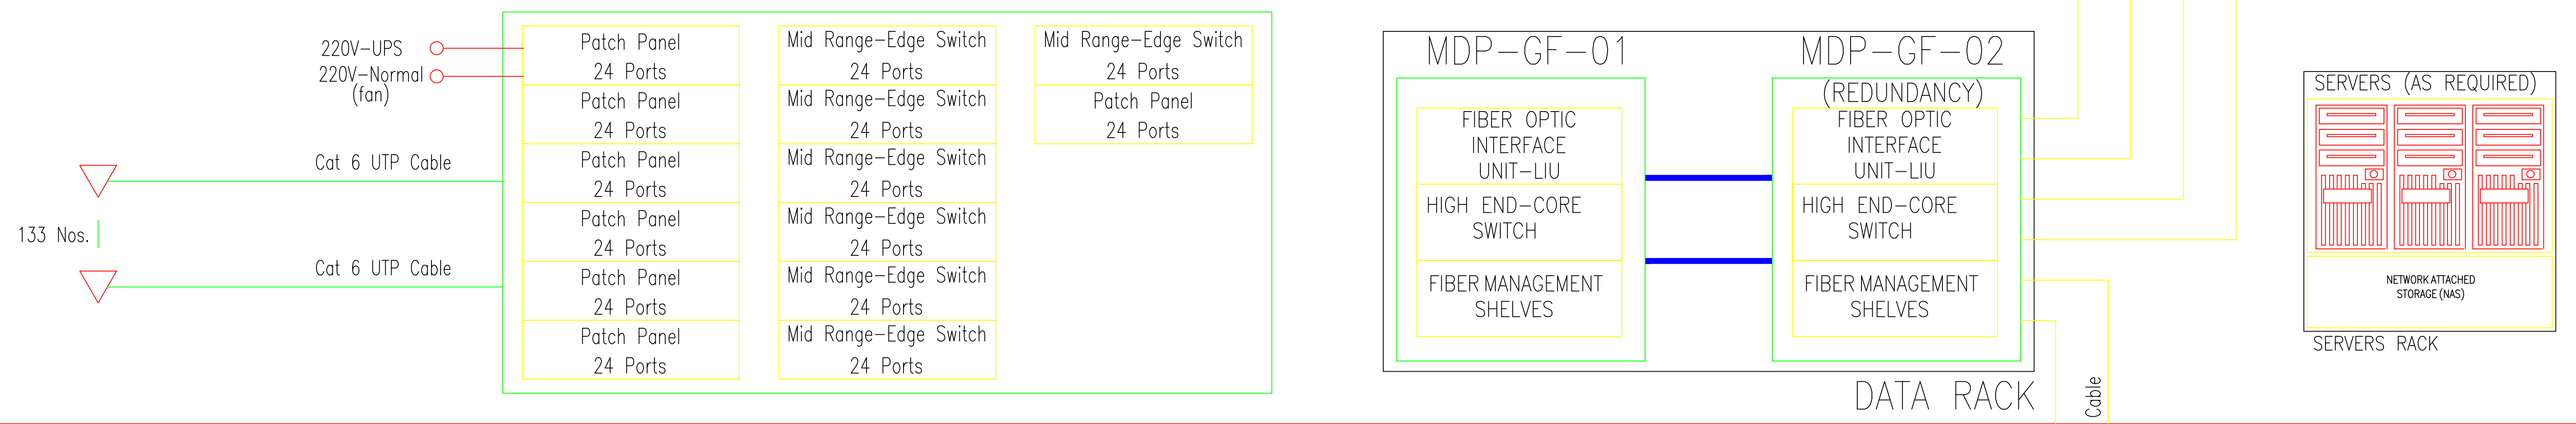 220V-UPS
220V-Normal
(fan)
Cat 6 UTP Cable
133 Nos.
Cat 6 UTP Cable
Patch Panel
24 Ports
Patch Panel
24 Ports
Patch Panel
24 Ports
Patch Panel
24 Ports
Patch Panel
24 Ports
Patch Panel
24 Ports
Mid Range-Edge Switch
24 Ports
Mid Range-Edge Switch
24 Ports
Mid Range-Edge Switch
24 Ports
Mid Range-Edge Switch
24 Ports
Mid Range-Edge Switch
24 Ports
Mid Range-Edge Switch
24 Ports
Mid Range-Edge Switch
24 Ports
Patch Panel
24 Ports
MDP-GF-01
FIBER OPTIC
INTERFACE
UNIT-LIU
HIGH END-CORE
SWITCH
FIBER MANAGEMENT
SHELVES
MDP-GF-02
(REDUNDANCY)
FIBER OPTIC
INTERFACE
UNIT-LIU
HIGH END-CORE
SWITCH
FIBER MANAGEMENT
SHELVES
DATA RACK
Cable
SERVERS (AS REQUIRED)
NETWORK ATTACHED
STORAGE (NAS)
SERVERS RACK